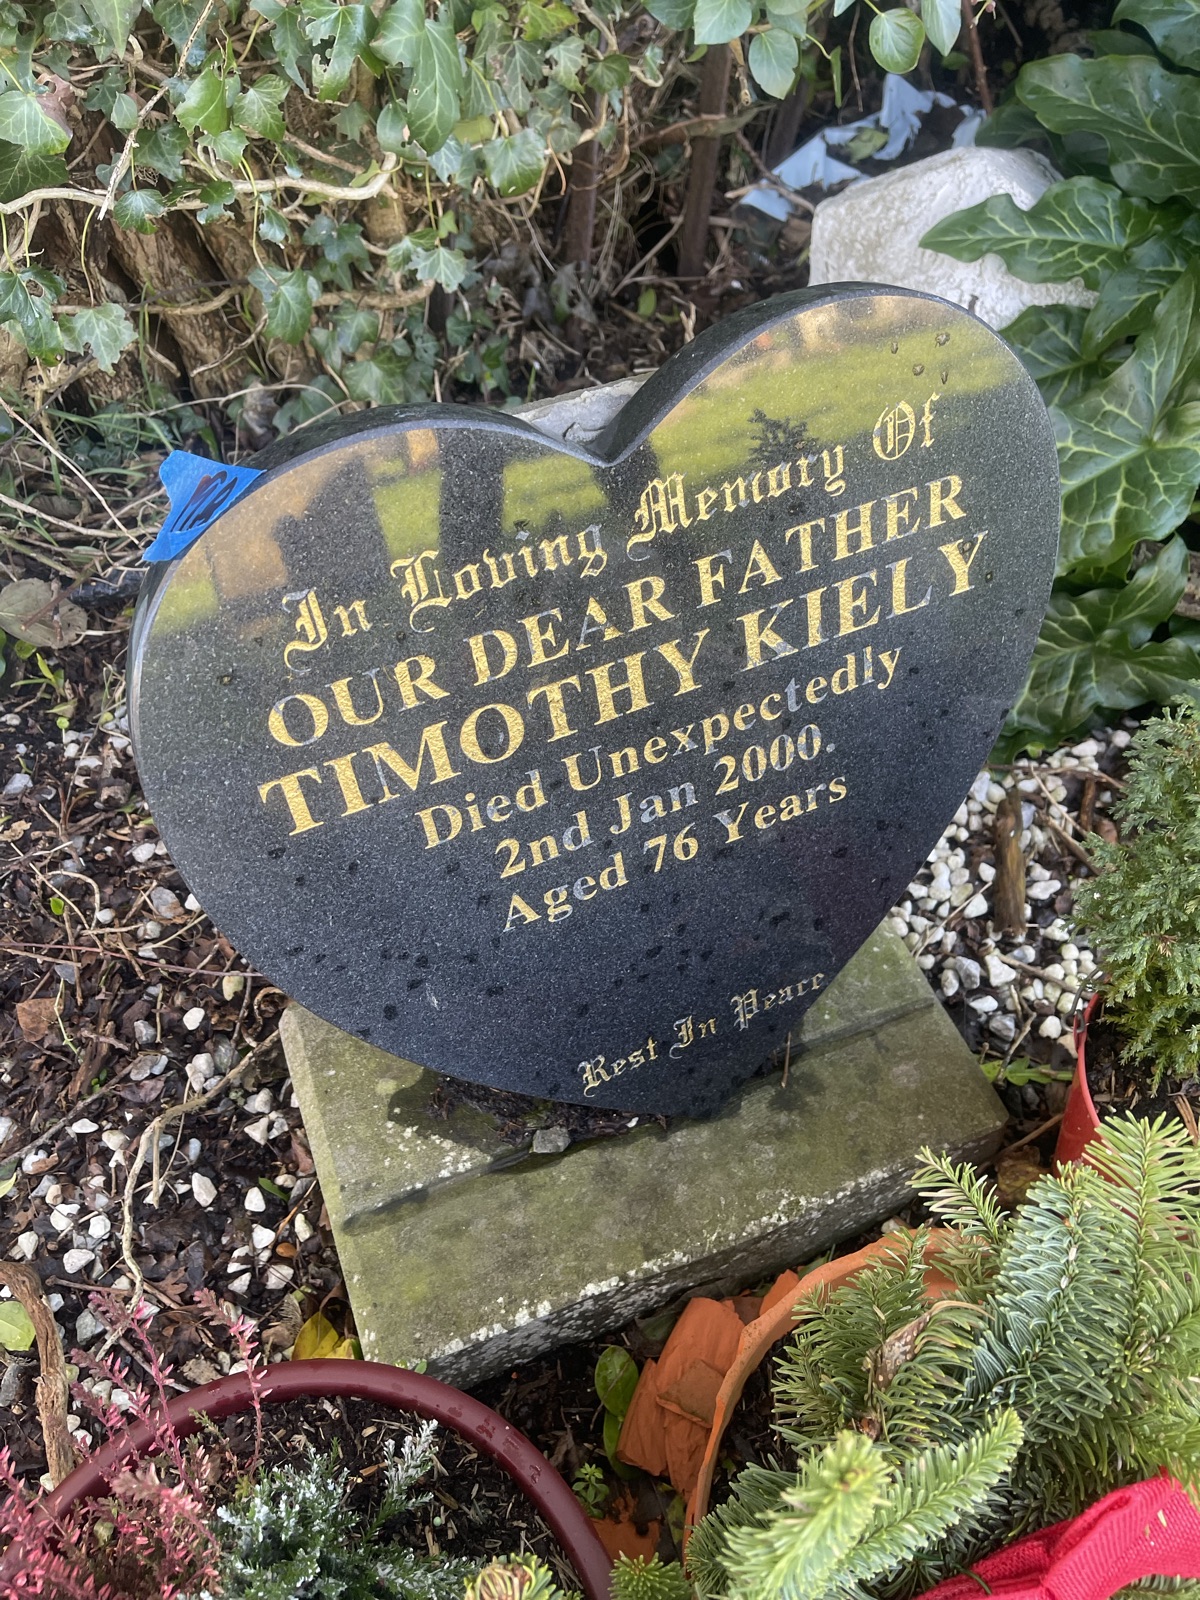 In Loving Memory Of
OUR DEAR FATHER
TIMOTHY KIELY
Died Unexpectedly
2nd Jan 2000.
Aged 76 Years
Rest In Peace